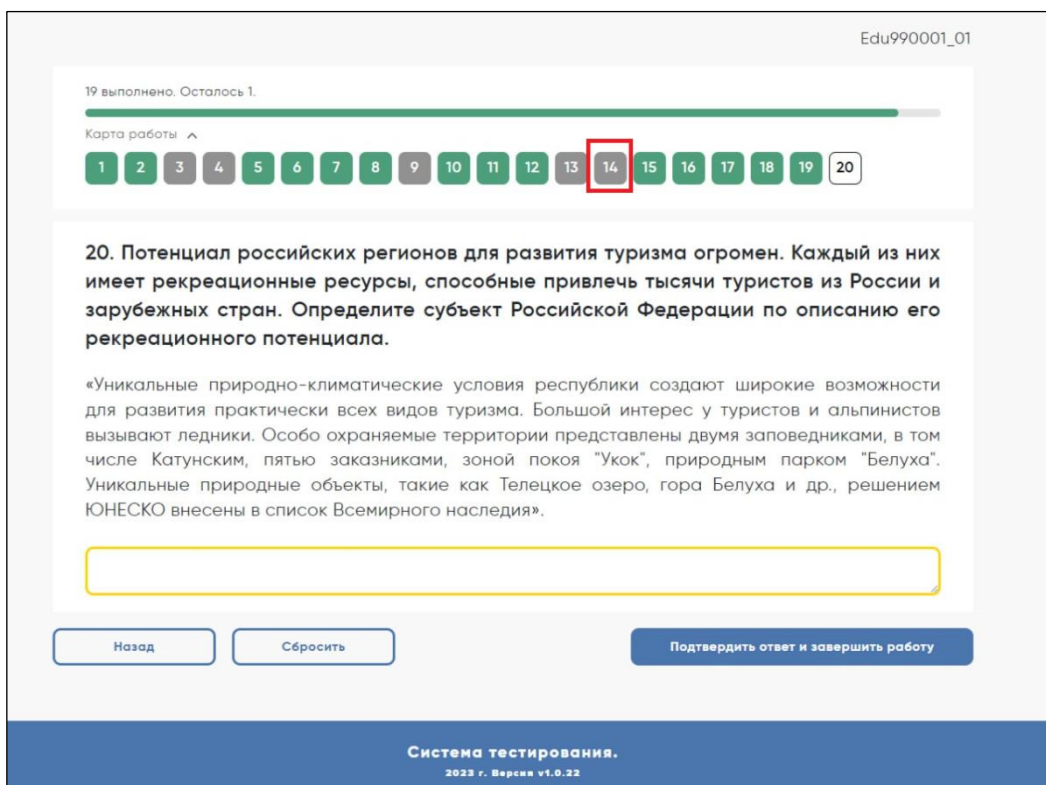 Edu990001_01
19 выполнено. Осталось 1.
Карта работы
1 2 3 4 5 6 7 8 9 10 11 12 13 14 15 16 17 18 19 20
20. Потенциал российских регионов для развития туризма огромен. Каждый из них
имеет рекреационные ресурсы, способные привлечь тысячи туристов из России и
зарубежных стран. Определите субъект Российской Федерации по описанию его
рекреационного потенциала.
«Уникальные природно-климатические условия республики создают широкие возможности
для развития практически всех видов туризма. Большой интерес у туристов и альпинистов
вызывают ледники. Особо охраняемые территории представлены двумя заповедниками, в том
числе Катунским, пятью заказниками, зоной покоя "Укок", природным парком "Белуха".
Уникальные природные объекты, такие как Телецкое озеро, гора Белуха и др., решением
ЮНЕСКО внесены в список Всемирного наследия».
Назад Сбросить Подтвердить ответ и завершить работу
Система тестирования.
2023 г. Версия v1.0.22